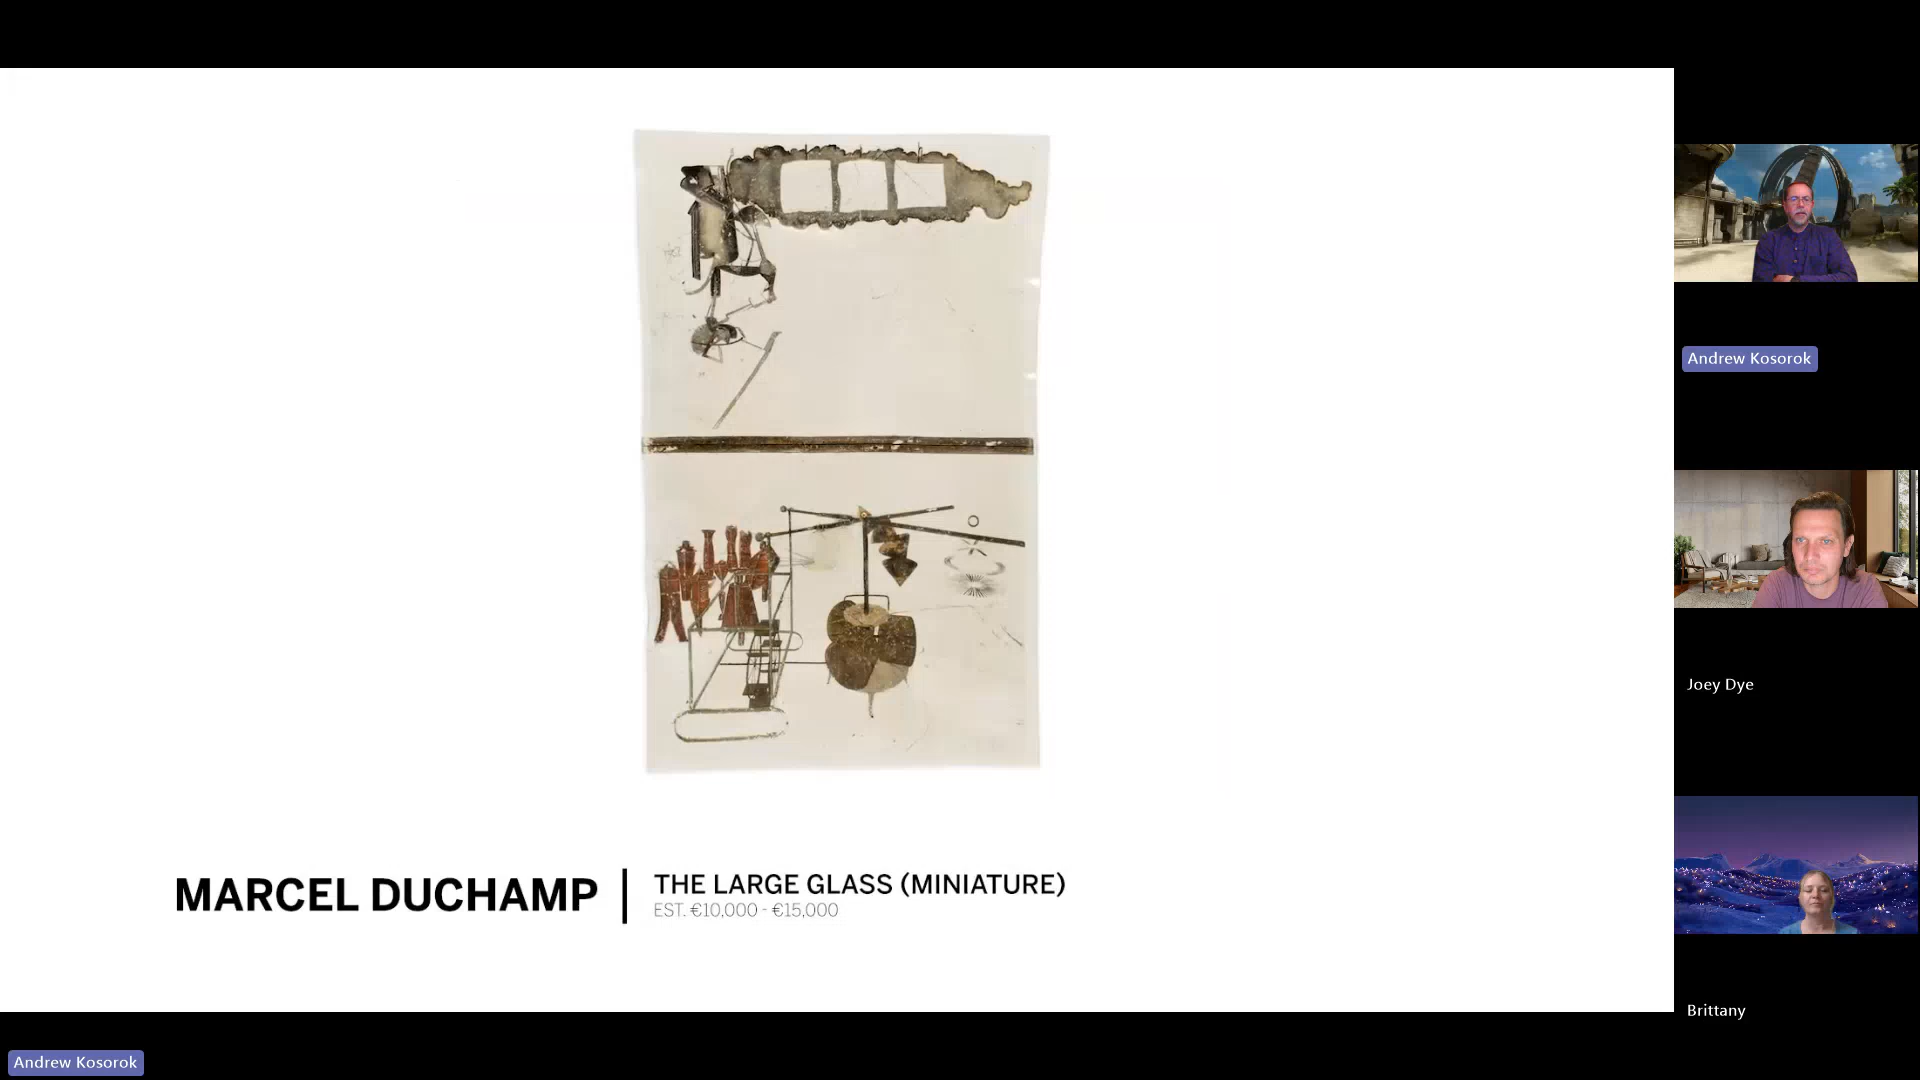 MARCEL DUCHAMP
THE LARGE GLASS (MINIATURE)
EST. €10,000 - €15,000
Andrew Kosorok
Joey Dye
Brittany
Andrew Kosorok